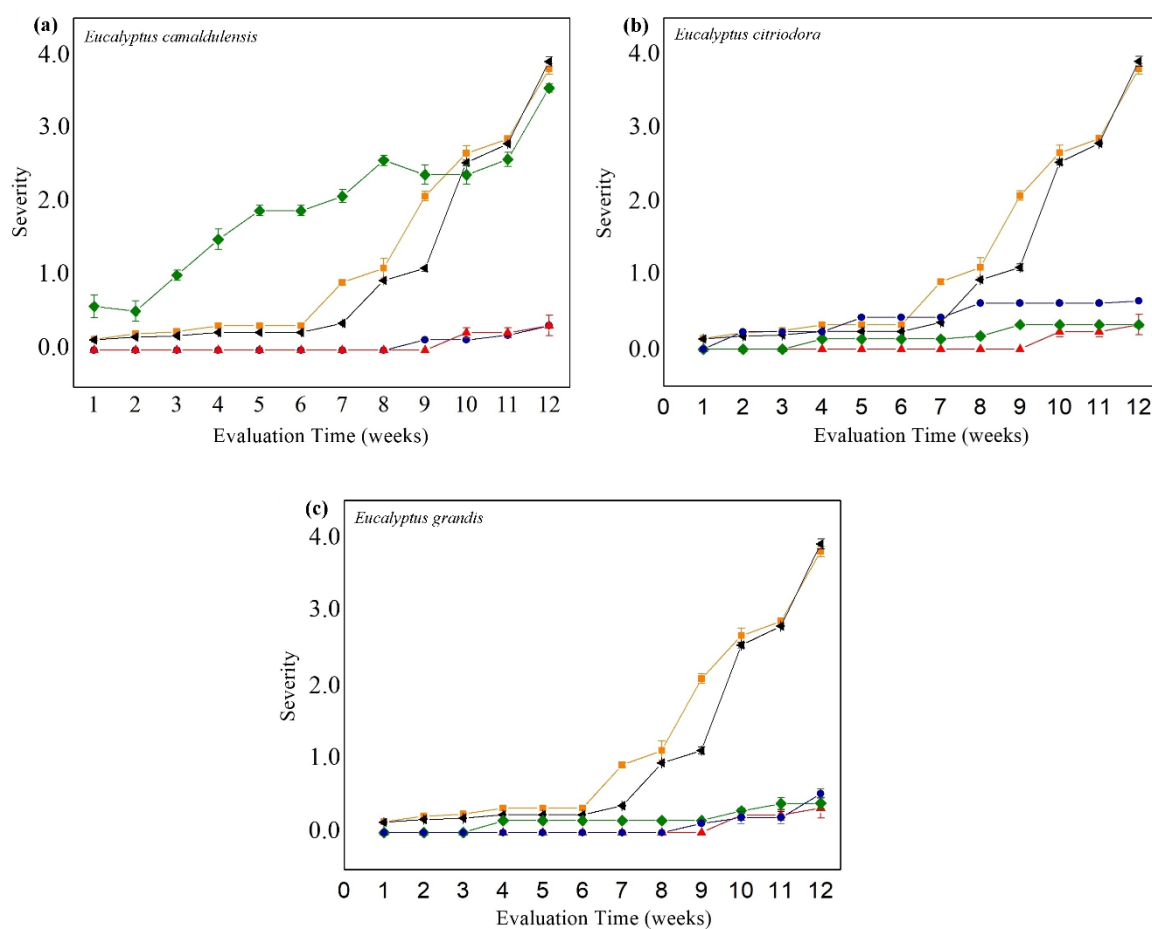 (a)
Eucalyptus camaldulensis
4.0
3.0
2.0
1.0
0.0
Severity
1 2 3 4 5 6 7 8 9 10 11 12
Evaluation Time (weeks)
(b)
Eucalyptus citriodora
4.0
3.0
2.0
1.0
0.0
Severity
0 1 2 3 4 5 6 7 8 9 10 11 12
Evaluation Time (weeks)
(c)
Eucalyptus grandis
4.0
3.0
2.0
1.0
0.0
Severity
0 1 2 3 4 5 6 7 8 9 10 11 12
Evaluation Time (weeks)